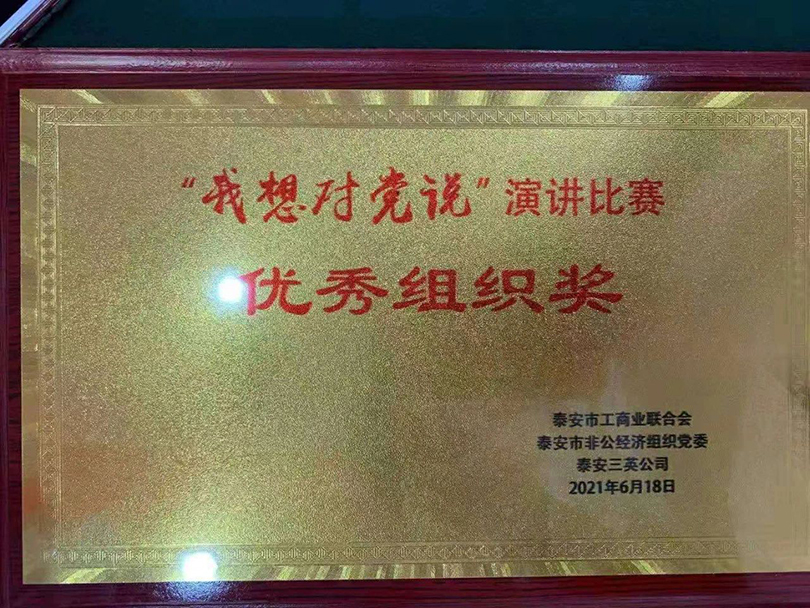 “我想对党说”演讲比赛
优秀组织奖
泰安市工商业联合会
泰安市非公经济组织党委
泰安三英公司
2021年6月18日